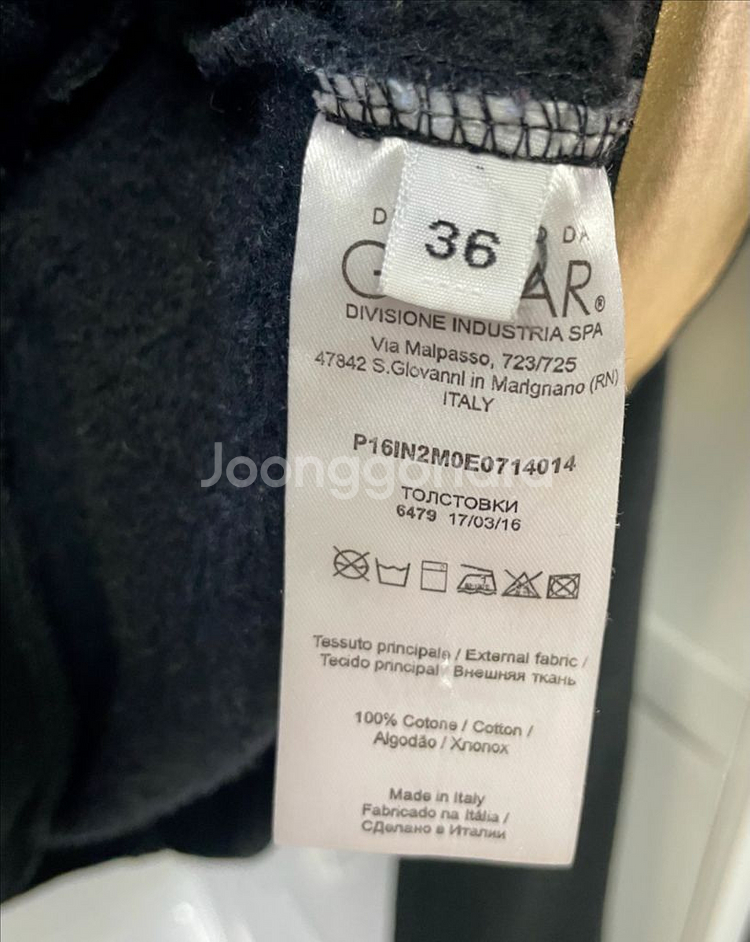 36
DA
DIVISIONE INDUSTRIA SPA
Via Malpasso, 723/725
47842 S.Giovanni in Marignano (RN)
ITALY
P16IN2M0E0714014
Joonggonara
ТОЛСТОВКИ
6479 17/03/16
Tessuto principale / External fabric /
Tecido principal / Внешняя ткань
100% Cotone / Cotton /
Algodão / Хлопок
Made in Italy
Fabricado na Itália /
Сделано в Италии